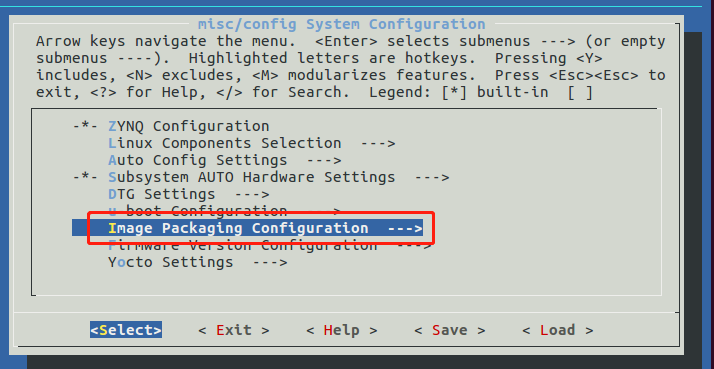 misc/config System Configuration
Arrow keys navigate the menu.  <Enter> selects submenus ---> (or empty
submenus ----).  Highlighted letters are hotkeys.  Pressing <Y>
includes, <N> excludes, <M> modularizes features.  Press <Esc><Esc> to
exit, <?> for Help, </> for Search.  Legend: [*] built-in  [ ]
-*- ZYNQ Configuration
Linux Components Selection  --->
Auto Config Settings  --->
-*- Subsystem AUTO Hardware Settings  --->
DTG Settings  --->
u-boot Configuration  --->
Image Packaging Configuration  --->
Firmware Version Configuration  --->
Yocto Settings  --->
<Select>    < Exit >    < Help >    < Save >    < Load >